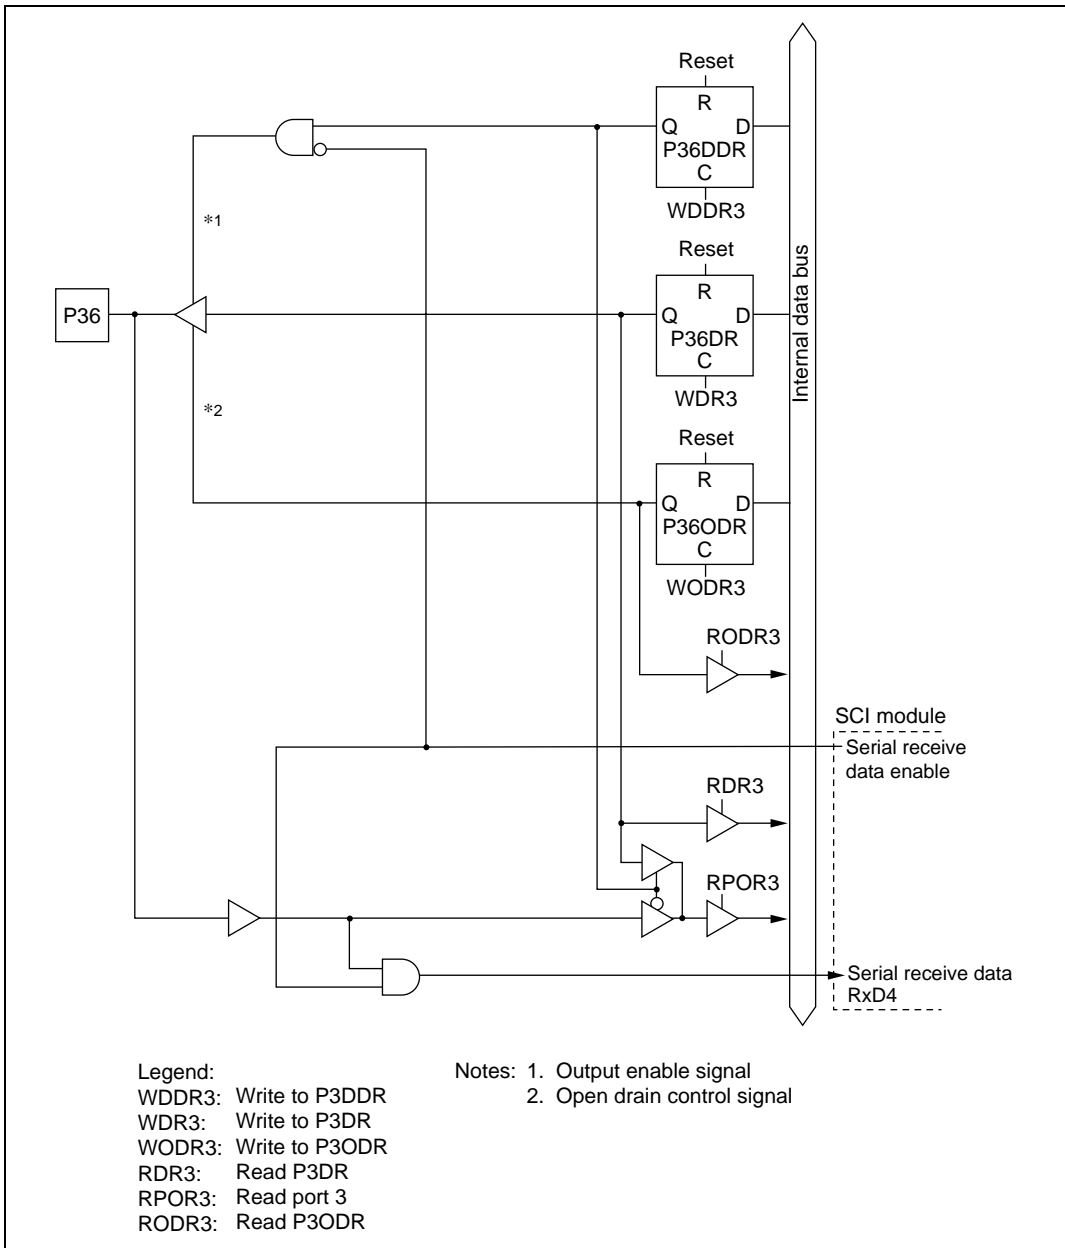 Reset
R
Q D
P36DDR
C
WDDR3
*1
Reset
R
P36
Q D
P36DR
C
WDR3
Internal data bus
*2
Reset
R
Q D
P36ODR
C
WODR3
RODR3
SCI module
Serial receive
data enable
RDR3
RPOR3
Serial receive data
RxD4
Legend:
WDDR3: Write to P3DDR
WDR3: Write to P3DR
WODR3: Write to P3ODR
RDR3: Read P3DR
RPOR3: Read port 3
RODR3: Read P3ODR
Notes: 1. Output enable signal
2. Open drain control signal